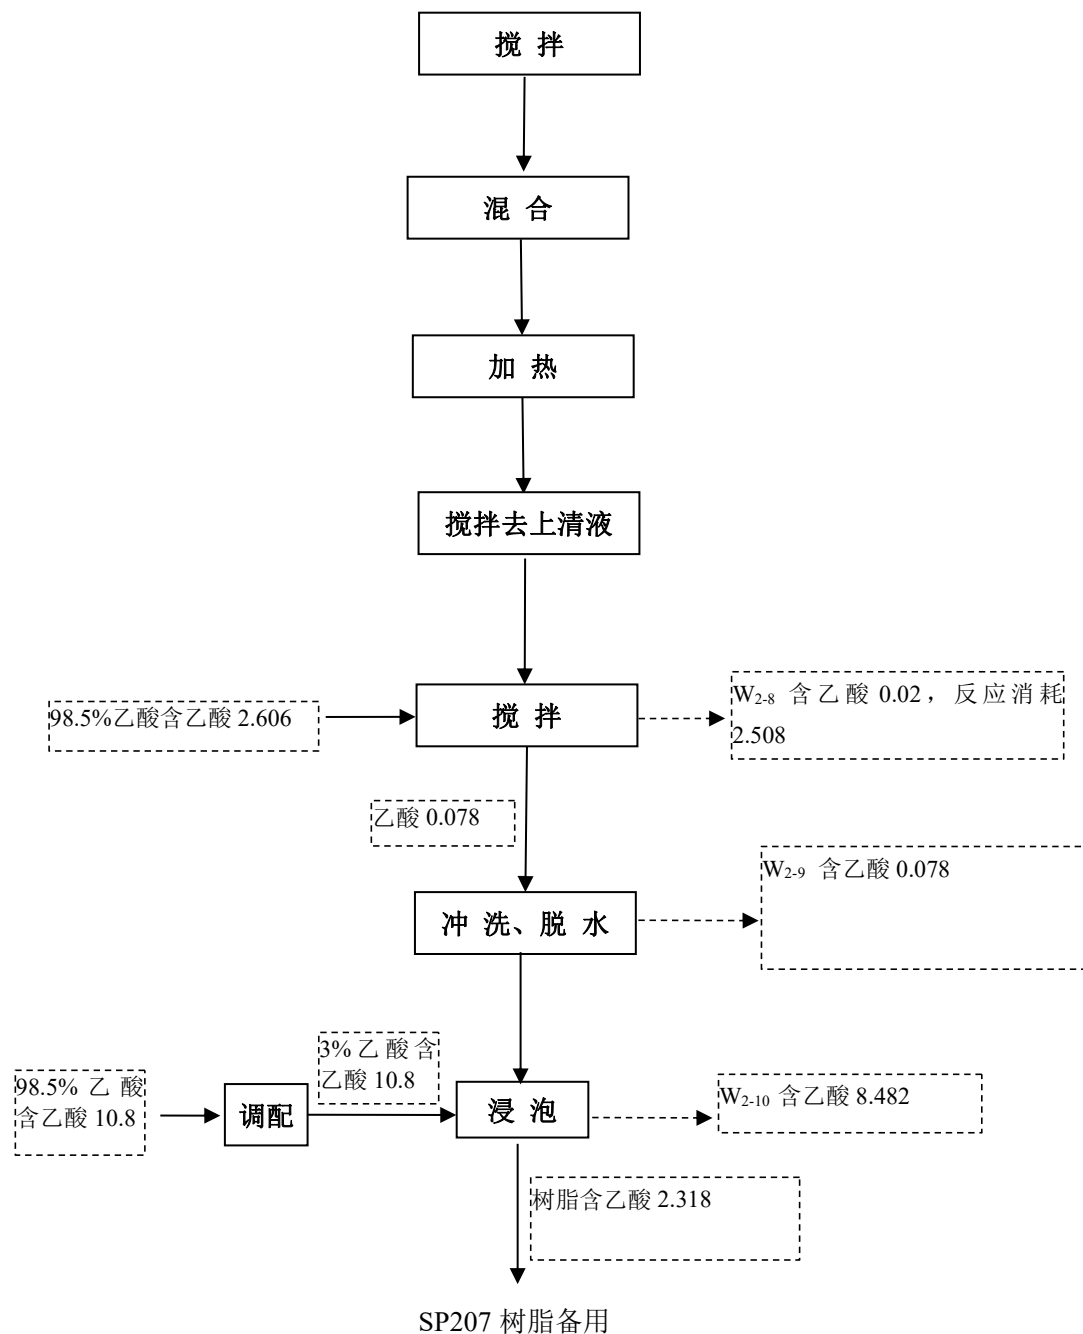 搅 拌
混 合
加 热
搅拌去上清液
98.5%乙酸含乙酸 2.606
搅 拌
W2-8 含乙酸 0.02，反应消耗
2.508
乙酸 0.078
冲 洗、脱 水
W2-9 含乙酸 0.078
98.5% 乙 酸
含乙酸 10.8
调配
3% 乙 酸 含
乙酸 10.8
浸 泡
W2-10 含乙酸 8.482
树脂含乙酸 2.318
SP207 树脂备用